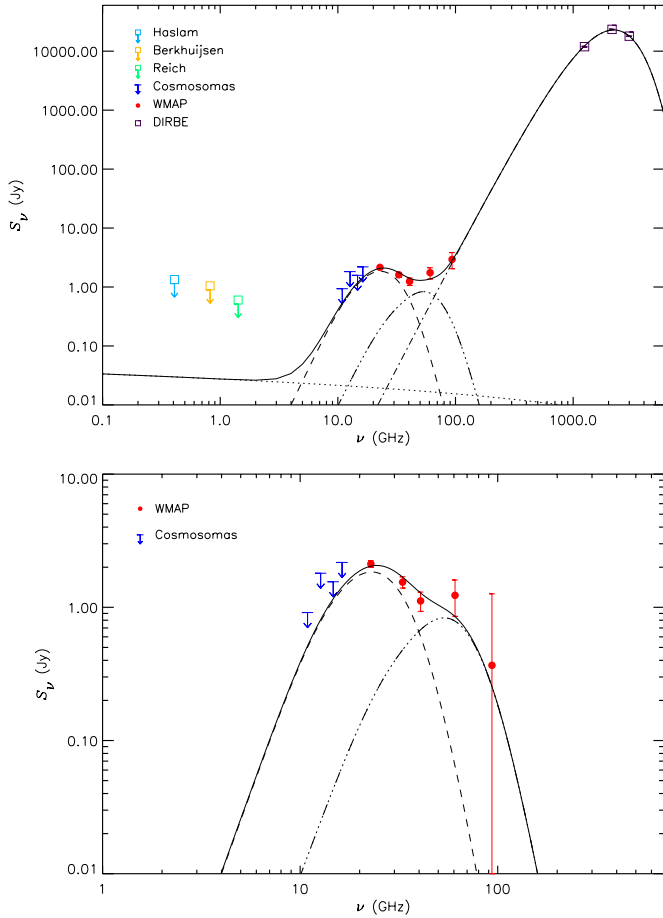 Haslam
Berkhuijsen
Reich
Cosmosomas
WMAP
DIRBE
10000.00
1000.00
100.00
10.00
1.00
0.10
0.01
S_ν (Jy)
0.1 1.0 10.0 100.0 1000.0
ν (GHz)
WMAP
Cosmosomas
10.00
1.00
0.10
0.01
S_ν (Jy)
1 10 100
ν (GHz)